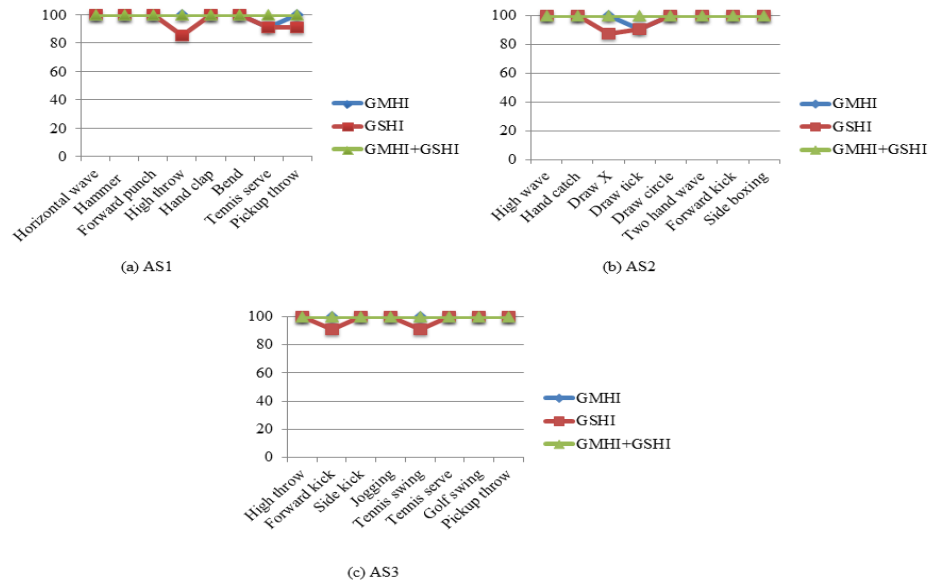 100
80
60
40
20
0
Horizontal wave
Hammer
Forward punch
High throw
Hand clap
Bend
Tennis serve
Pickup throw
GMHI
GSHI
GMHI+GSHI
(a) AS1
100
80
60
40
20
0
High wave
Hand catch
Draw X
Draw tick
Draw circle
Two hand wave
Forward kick
Side boxing
GMHI
GSHI
GMHI+GSHI
(b) AS2
100
80
60
40
20
0
High throw
Forward kick
Side kick
Jogging
Tennis swing
Tennis serve
Golf swing
Pickup throw
GMHI
GSHI
GMHI+GSHI
(c) AS3